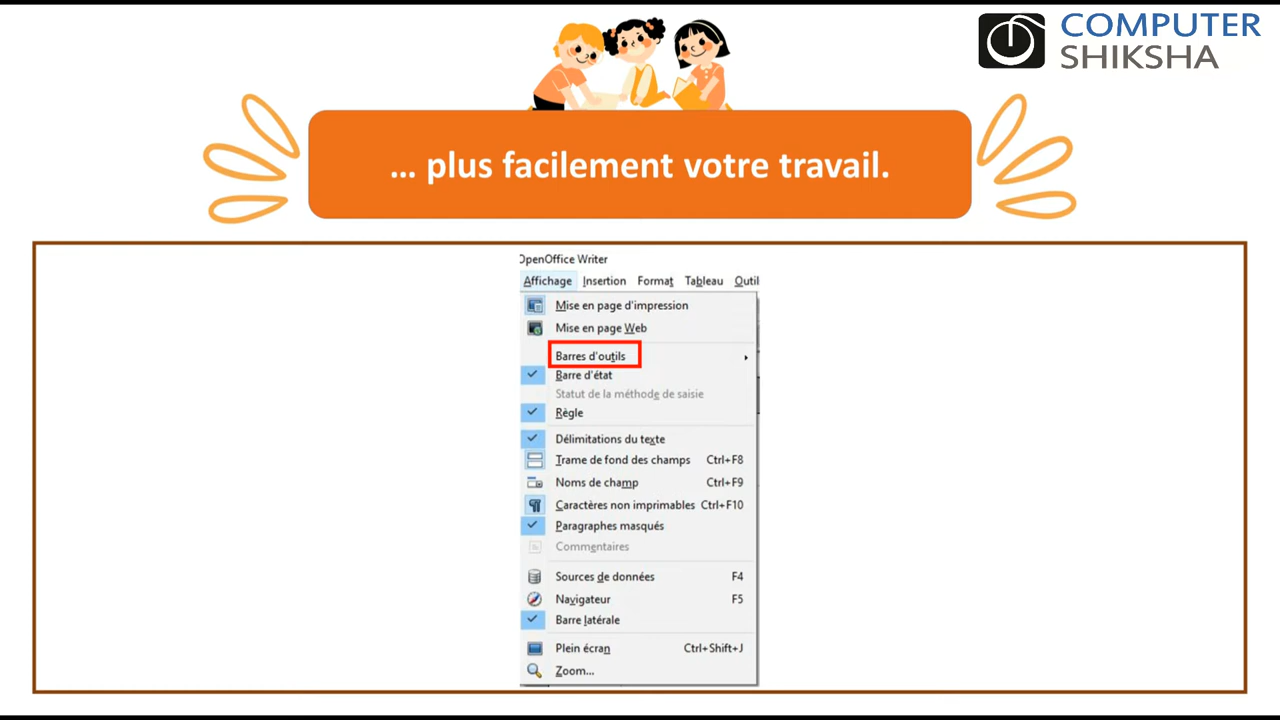 COMPUTER
SHIKSHA
... plus facilement votre travail.
OpenOffice Writer
Affichage Insertion Format Tableau Outil
Mise en page d'impression
Mise en page Web
Barres d'outils
Barre d'état
Statut de la méthode de saisie
Règle
Délimitations du texte
Trame de fond des champs Ctrl+F8
Noms de champ Ctrl+F9
Caractères non imprimables Ctrl+F10
Paragraphes masqués
Commentaires
Sources de données F4
Navigateur F5
Barre latérale
Plein écran Ctrl+Shift+J
Zoom...